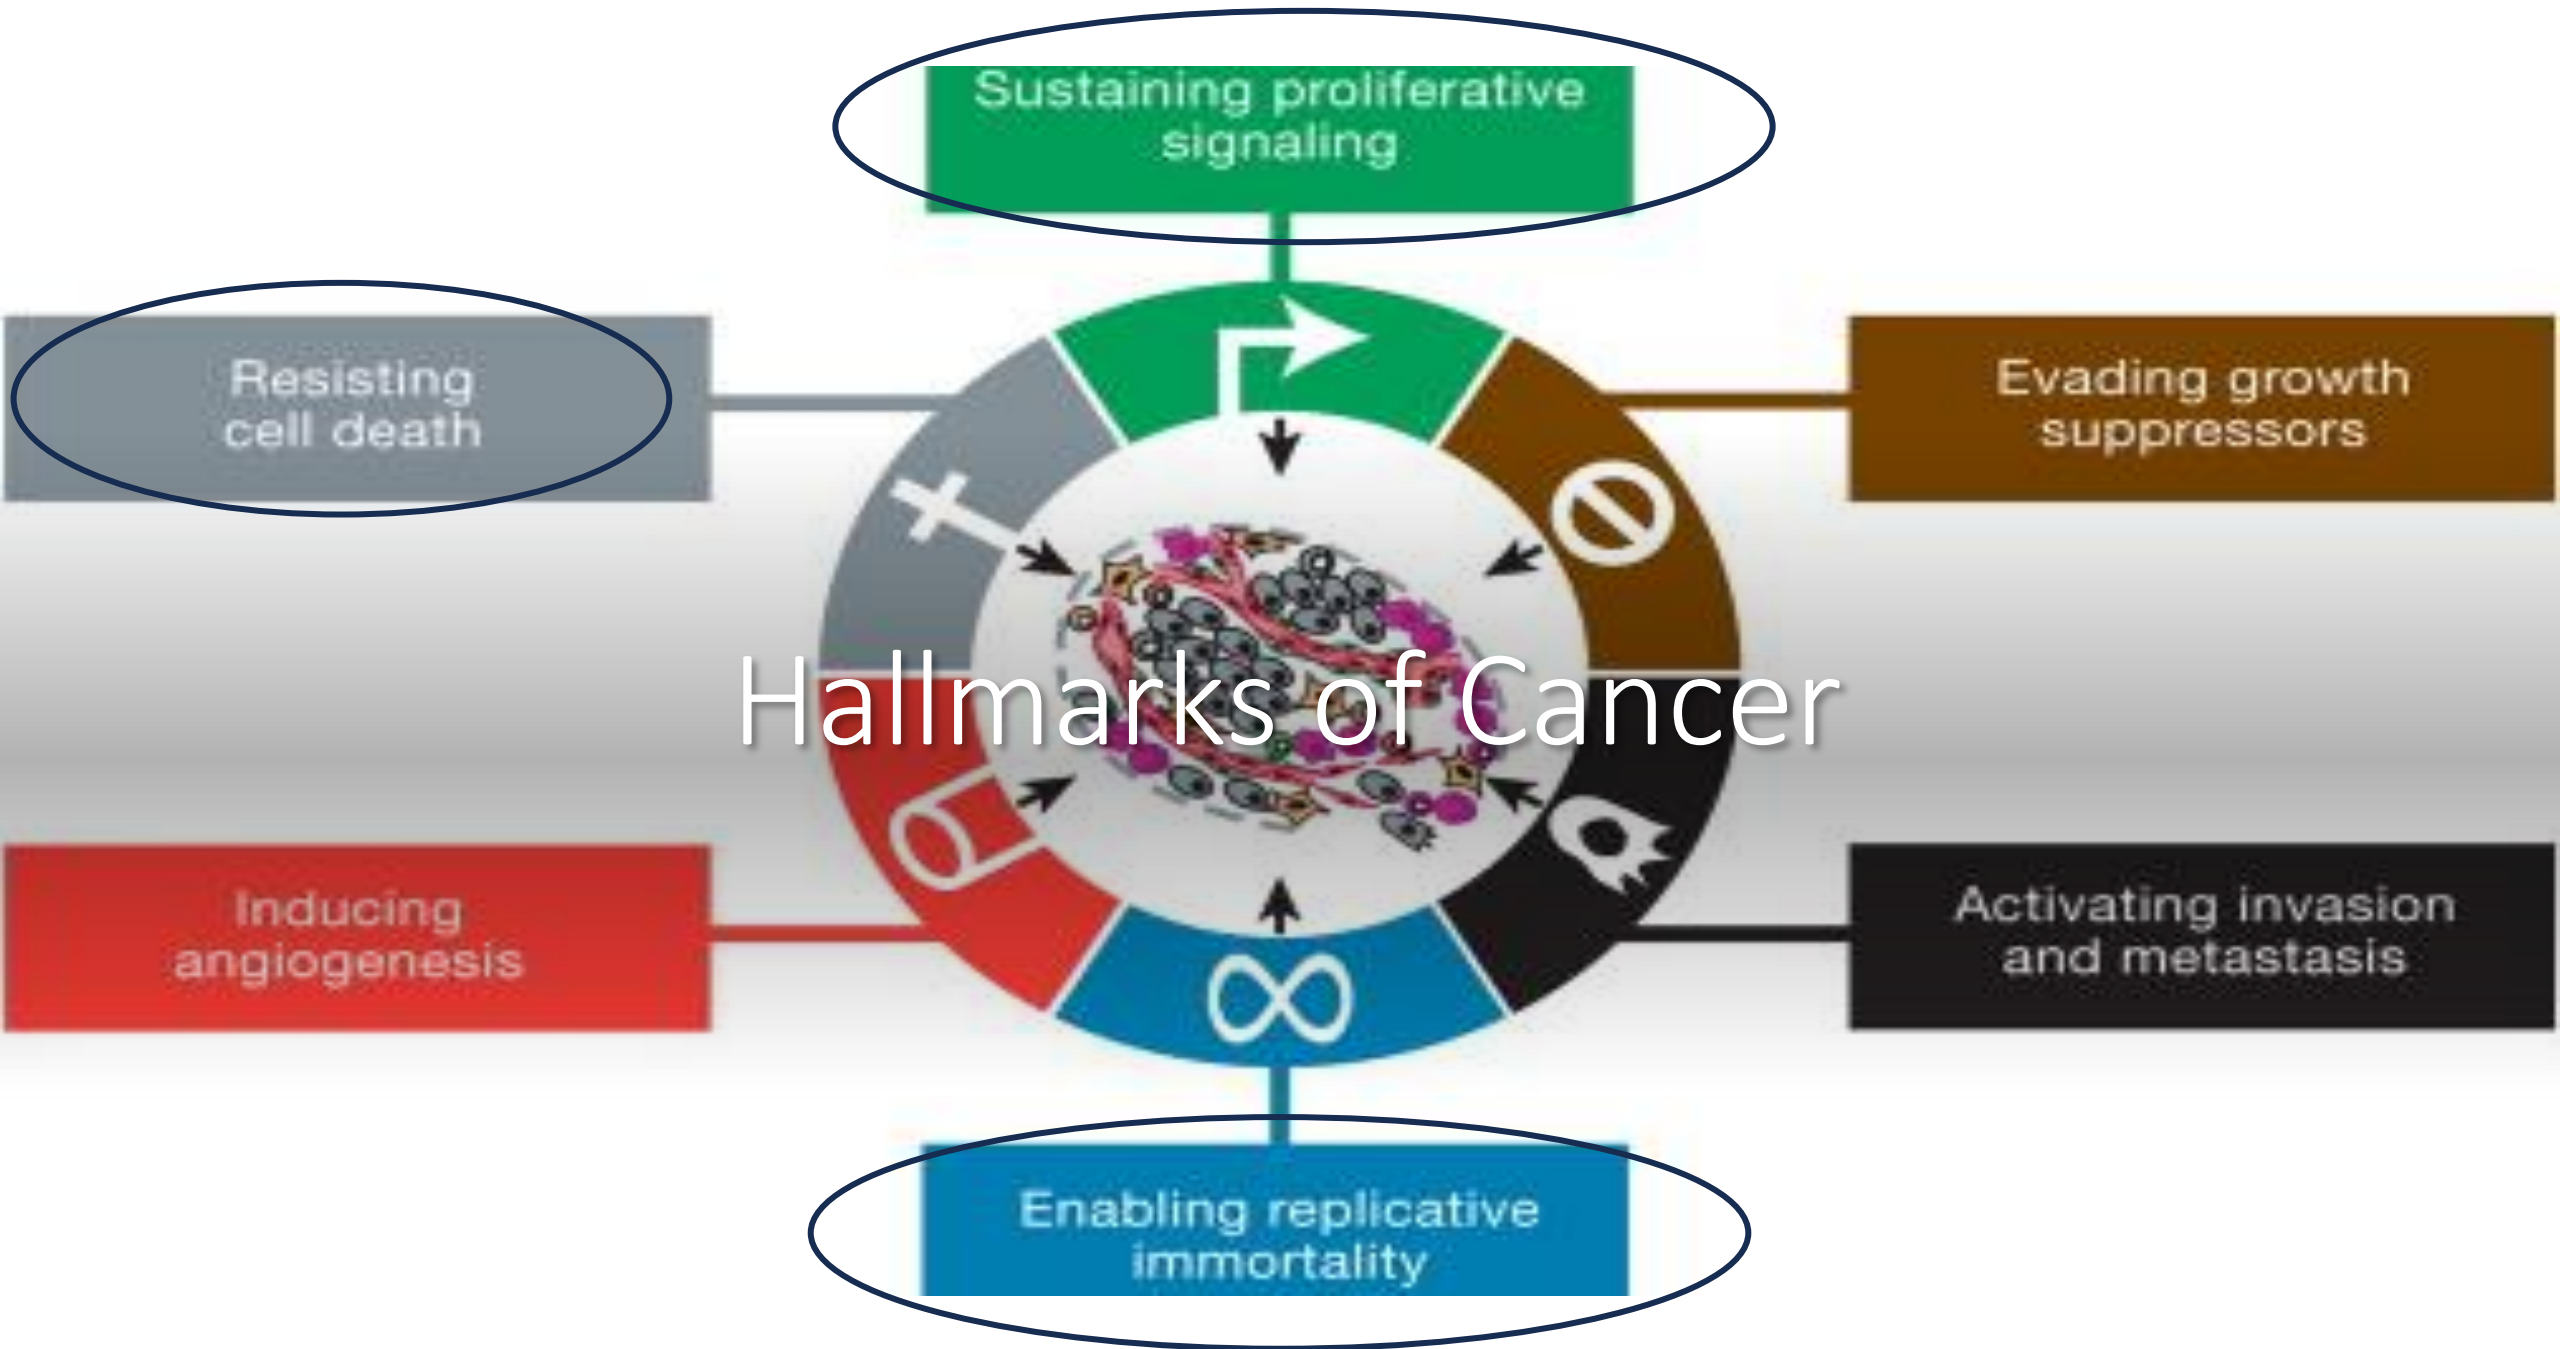 Sustaining proliferative
signaling
Resisting
cell death
Evading growth
suppressors
Hallmarks of Cancer
Inducing
angiogenesis
Activating invasion
and metastasis
Enabling replicative
immortality